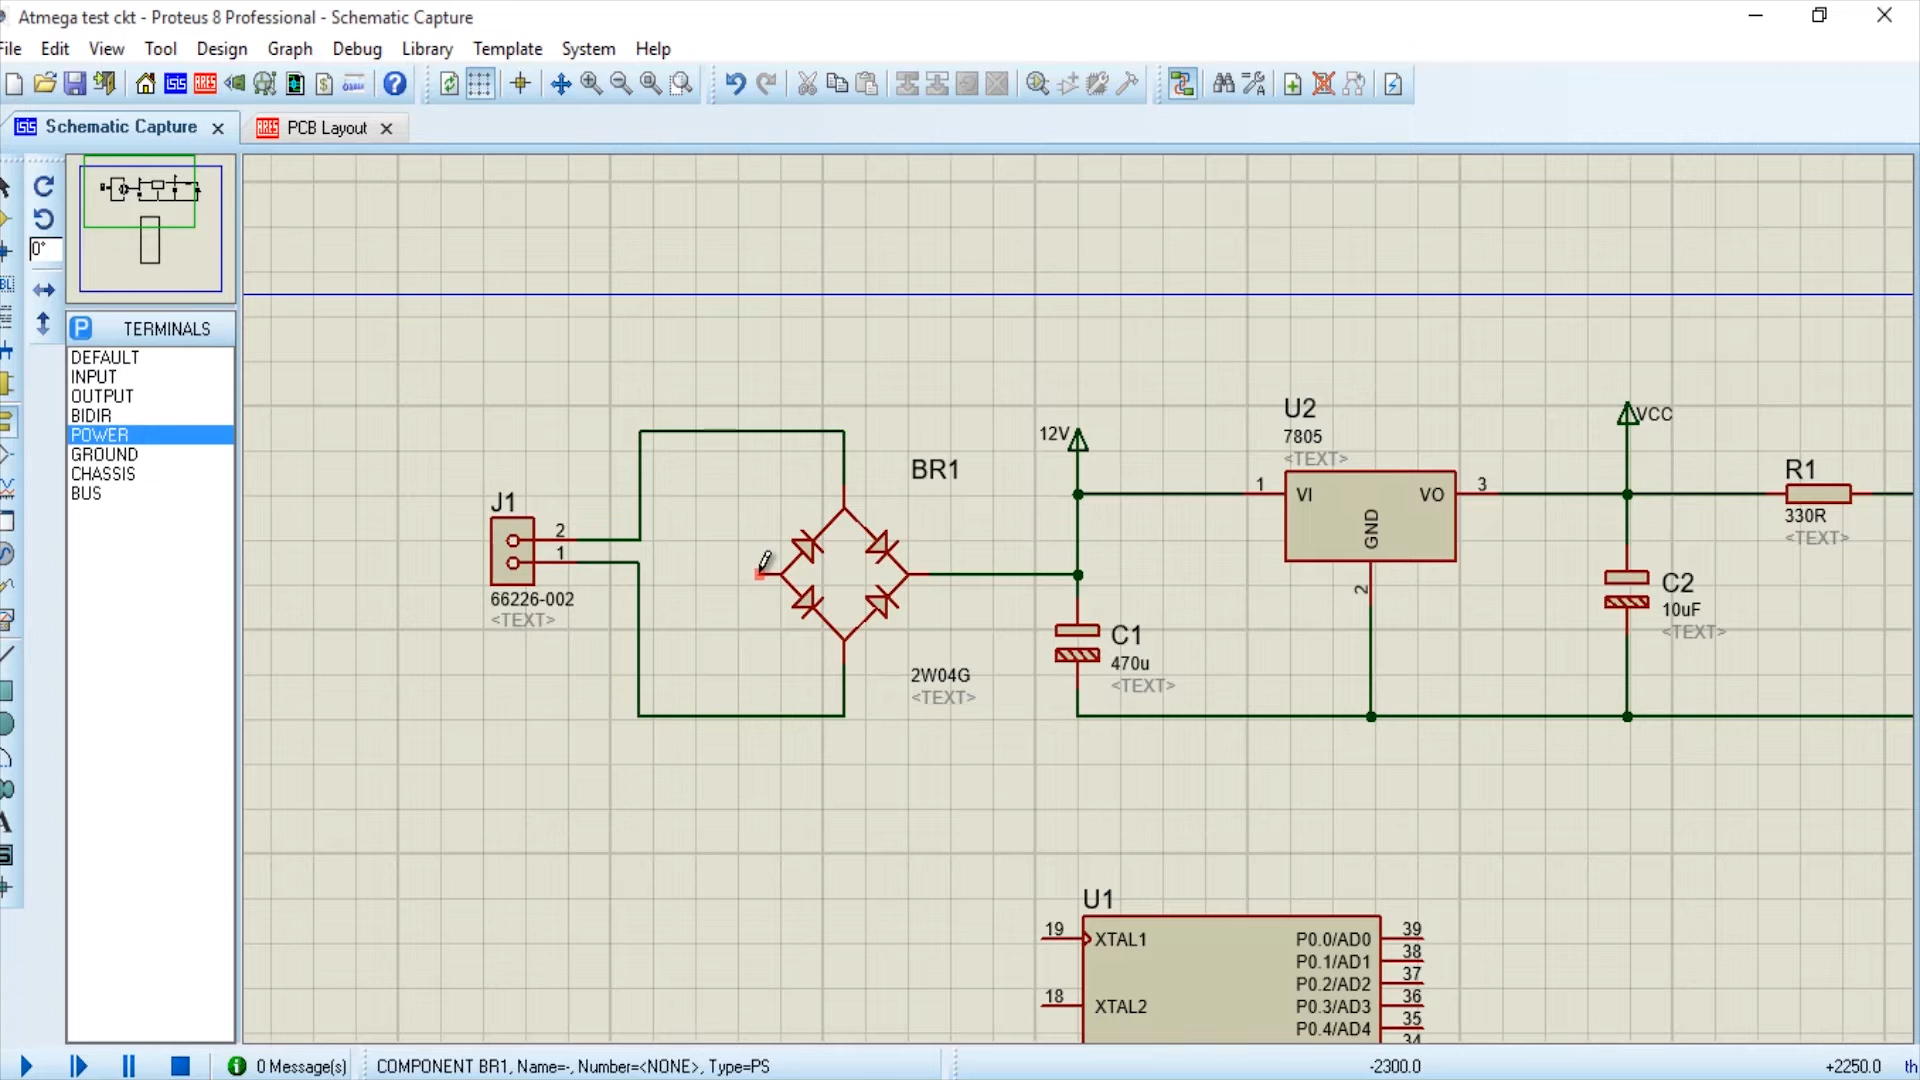 Atmega test ckt - Proteus 8 Professional - Schematic Capture
File Edit View Tool Design Graph Debug Library Template System Help
Schematic Capture
PCB Layout
0°
P TERMINALS
DEFAULT
INPUT
OUTPUT
BIDIR
POWER
GROUND
CHASSIS
BUS
J1
2
1
66226-002
<TEXT>
BR1
2W04G
<TEXT>
12V
C1
470u
<TEXT>
U2
7805
<TEXT>
1 VI VO 3
GND
2
VCC
R1
330R
<TEXT>
C2
10uF
<TEXT>
U1
19 XTAL1 P0.0/AD0 39
P0.1/AD1 38
P0.2/AD2 37
18 XTAL2 P0.3/AD3 36
P0.4/AD4 35
34
0 Message(s) COMPONENT BR1, Name=-, Number=<NONE>, Type=PS -2300.0 +2250.0 th